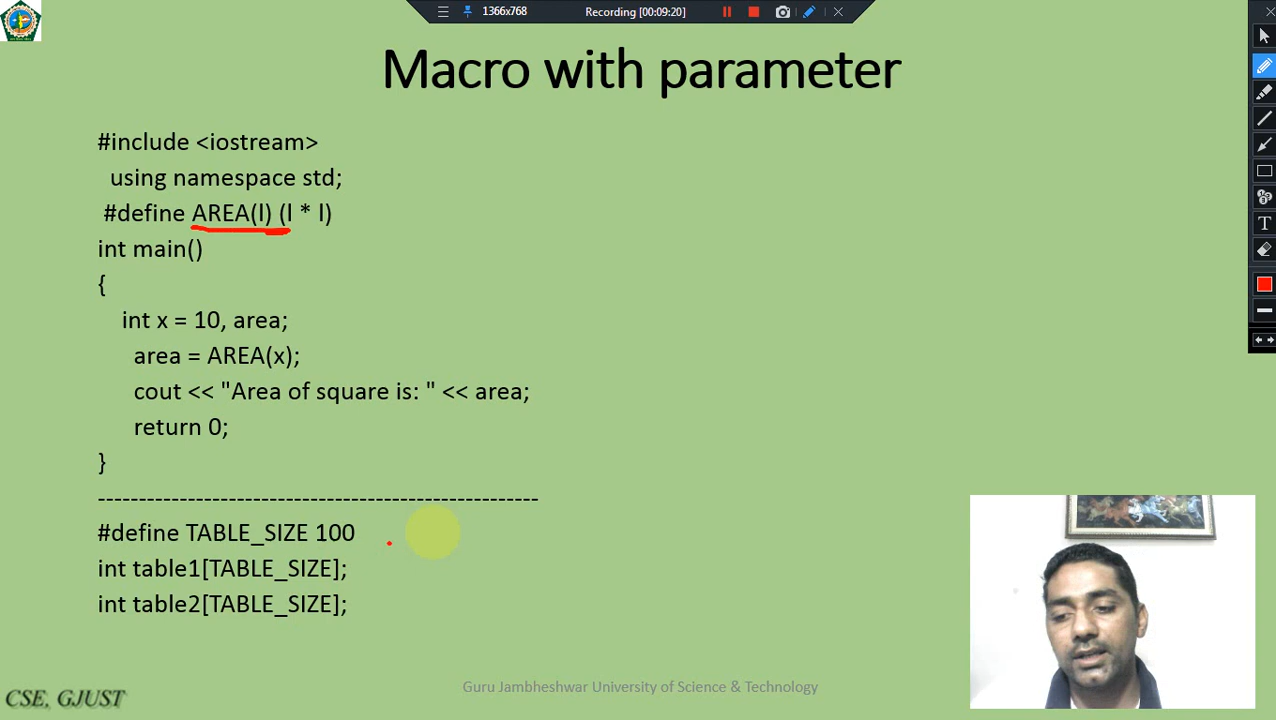 1366x768
Recording [00:09:20]
Macro with parameter
#include <iostream>
using namespace std;
#define AREA(l) (l * l)
int main()
{
int x = 10, area;
area = AREA(x);
cout << "Area of square is: " << area;
return 0;
}
------------------------------------------------------
#define TABLE_SIZE 100
int table1[TABLE_SIZE];
int table2[TABLE_SIZE];
Guru Jambheshwar University of Science & Technology
CSE, GJUST
T